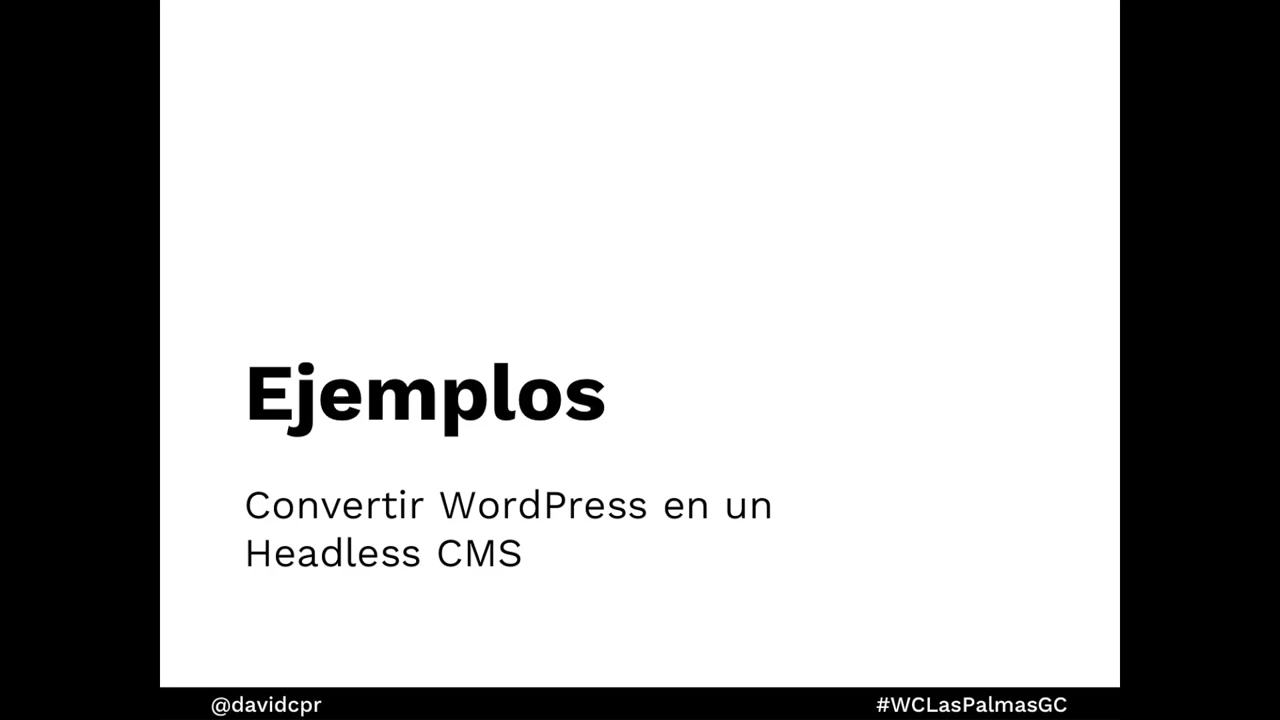 Ejemplos
Convertir WordPress en un
Headless CMS
@davidcpr
#WCLasPalmasGC